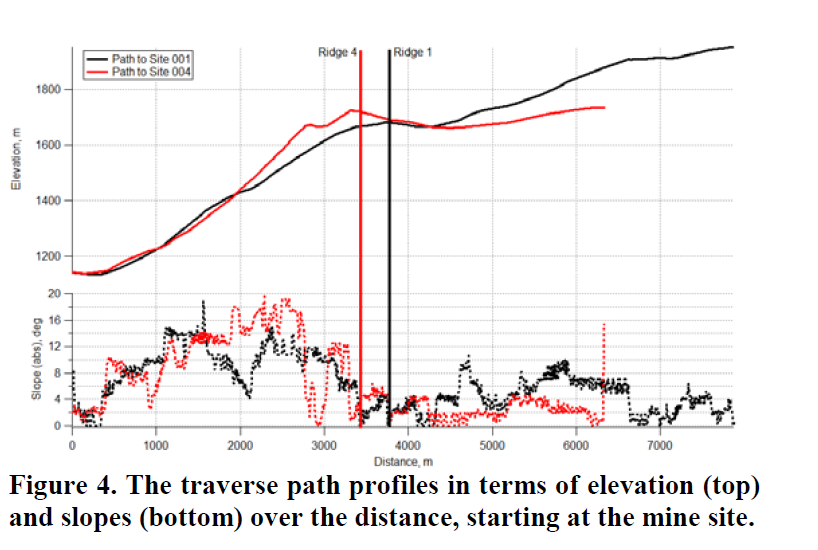 Ridge 4
Ridge 1
Path to Site 001
Path to Site 004
1800
1600
1400
1200
Elevation, m
20
16
12
8
4
0
Slope (abs), deg
0
1000
2000
3000
4000
5000
6000
7000
Distance, m
Figure 4. The traverse path profiles in terms of elevation (top)
and slopes (bottom) over the distance, starting at the mine site.